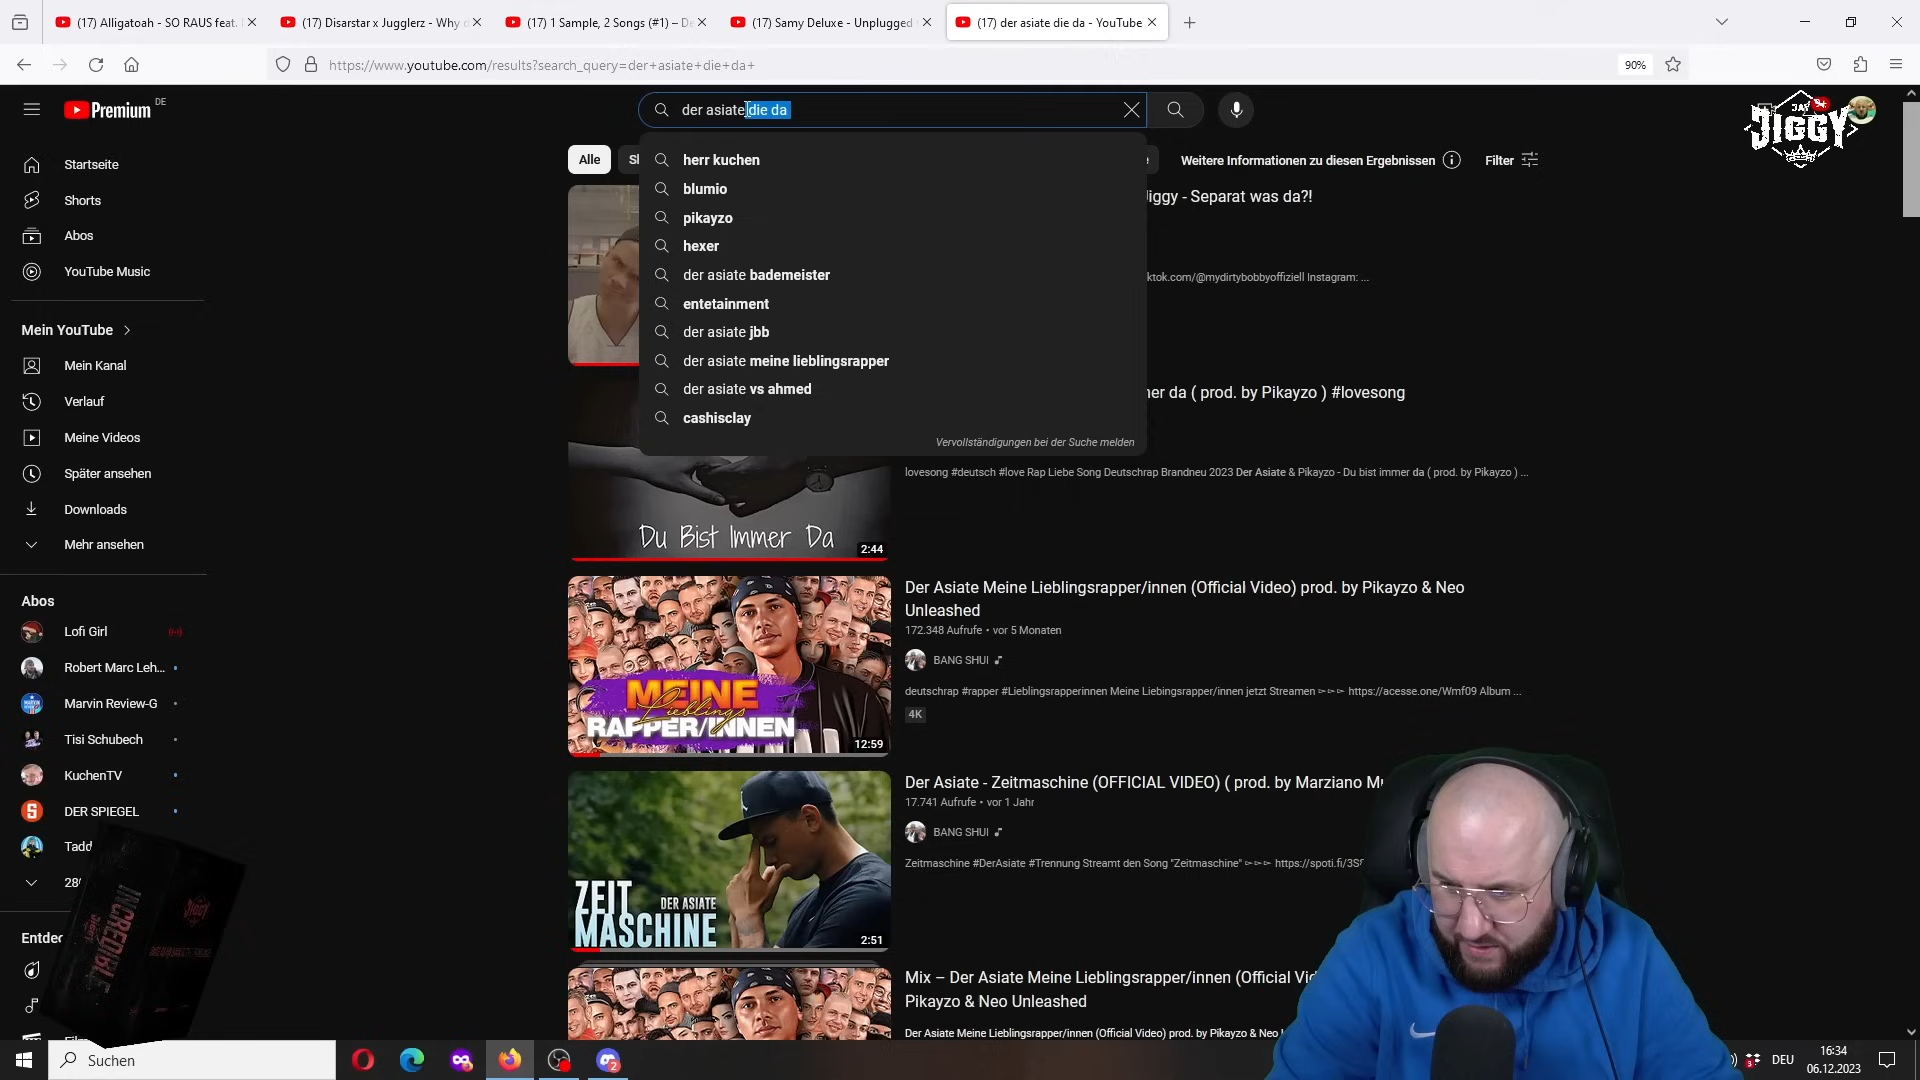 (17) Alligatoah - SO RAUS feat.
(17) Disarstar x Jugglerz - Why d
(17) 1 Sample, 2 Songs (#1) – De
(17) Samy Deluxe - Unplugged
(17) der asiate die da - YouTube
https://www.youtube.com/results?search_query=der+asiate+die+da+
90%
Premium DE
der asiate die da
JAY
JIGGY
Startseite
Shorts
Abos
YouTube Music
Mein YouTube
Mein Kanal
Verlauf
Meine Videos
Später ansehen
Downloads
Mehr ansehen
Abos
Lofi Girl
Robert Marc Leh...
Marvin Review-G
Tisi Schubech
KuchenTV
DER SPIEGEL
Tadd
28
Entdec
INCREDIBLE
JIGGY
Alle
Weitere Informationen zu diesen Ergebnissen
Filter
herr kuchen
blumio
pikayzo
hexer
der asiate bademeister
entetainment
der asiate jbb
der asiate meine lieblingsrapper
der asiate vs ahmed
cashisclay
Vervollständigungen bei der Suche melden
Jiggy - Separat was da?!
ktok.com/@mydirtybobbyoffiziell Instagram: ...
mer da ( prod. by Pikayzo ) #lovesong
lovesong #deutsch #love Rap Liebe Song Deutschrap Brandneu 2023 Der Asiate & Pikayzo - Du bist immer da ( prod. by Pikayzo ) ...
Du Bist Immer Da
2:44
MEINE
Lieblings
RAPPER/INNEN
12:59
Der Asiate Meine Lieblingsrapper/innen (Official Video) prod. by Pikayzo & Neo
Unleashed
172.348 Aufrufe • vor 5 Monaten
BANG SHUI
deutschrap #rapper #Lieblingsrapperinnen Meine Liebingsrapper/innen jetzt Streamen ▻▻▻ https://acesse.one/Wmf09 Album ...
4K
ZEIT DER ASIATE
MASCHINE
2:51
Der Asiate - Zeitmaschine (OFFICIAL VIDEO) ( prod. by Marziano M
17.741 Aufrufe • vor 1 Jahr
BANG SHUI
Zeitmaschine #DerAsiate #Trennung Streamt den Song "Zeitmaschine" ▻▻▻ https://spoti.fi/3S
Mix – Der Asiate Meine Lieblingsrapper/innen (Official Vi
Pikayzo & Neo Unleashed
Der Asiate Meine Lieblingsrapper/innen (Official Video) prod. by Pikayzo & Neo
Suchen
DEU
16:34
06.12.2023